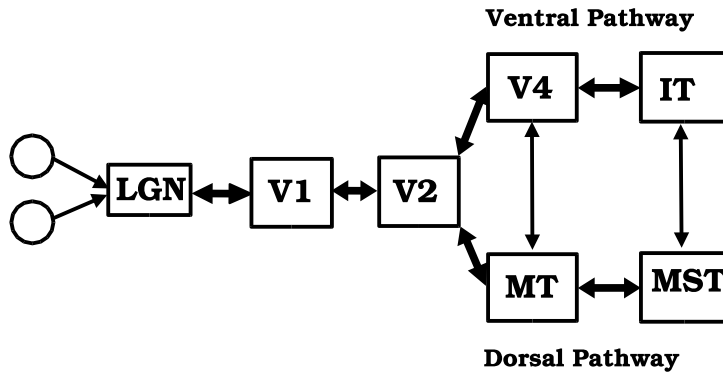 Ventral Pathway
V4
IT
LGN
V1
V2
MT
MST
Dorsal Pathway